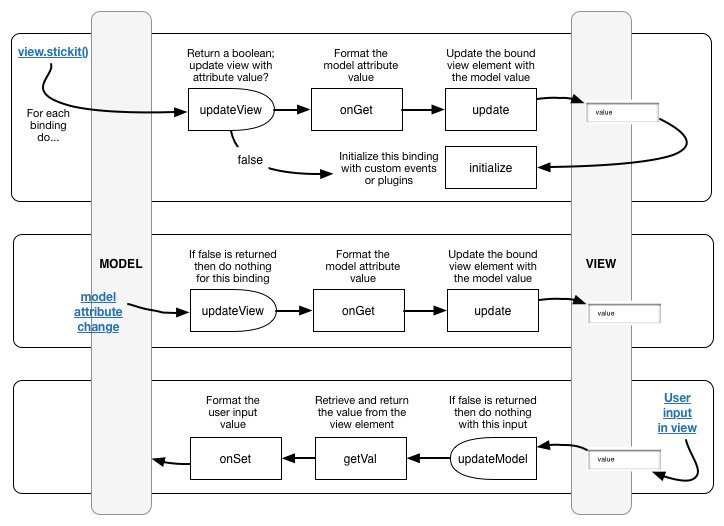 view.stickit()
Return a boolean;
update view with
attribute value?
Format the
model attribute
value
Update the bound
view element with
the model value
For each
binding
do...
updateView
onGet
update
value
false
Initialize this binding
with custom events
or plugins
initialize
MODEL
VIEW
If false is returned
then do nothing
for this binding
Format the
model attribute
value
Update the bound
view element with
the model value
model
attribute
change
updateView
onGet
update
value
Format the
user input
value
Retrieve and return
the value from the
view element
If false is returned
then do nothing
with this input
User
input
in view
onSet
getVal
updateModel
value